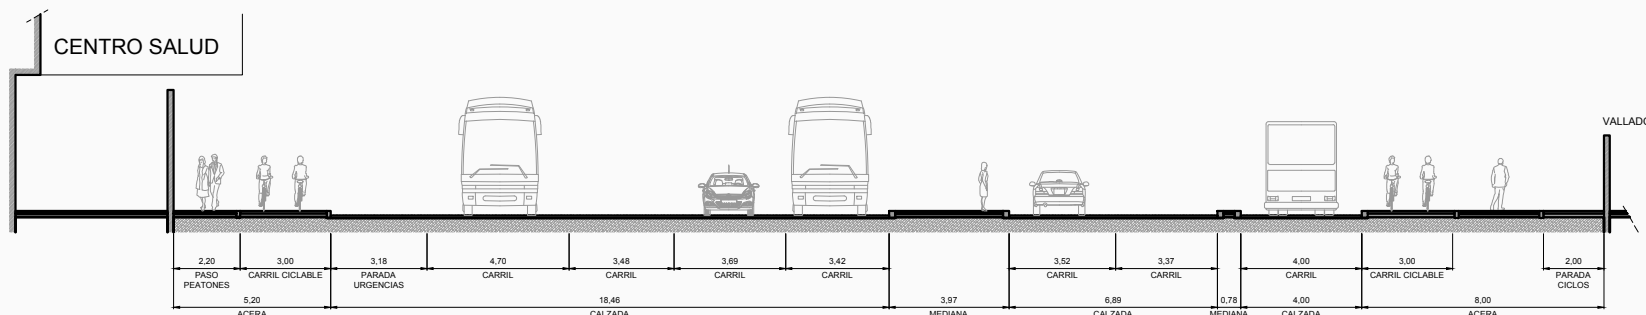 CENTRO SALUD
VALLADO
2,20 3,00 3,18 4,70 3,48 3,69 3,42 3,52 3,37 4,00 3,00 2,00
PASO CARRIL CICLABLE PARADA CARRIL CARRIL CARRIL CARRIL CARRIL CARRIL CARRIL CARRIL CICLABLE PARADA
PEATONES URGENCIAS CICLOS
5,20 18,46 3,97 6,89 0,78 4,00 8,00
ACERA CALZADA MEDIANA CALZADA MEDIANA CALZADA ACERA